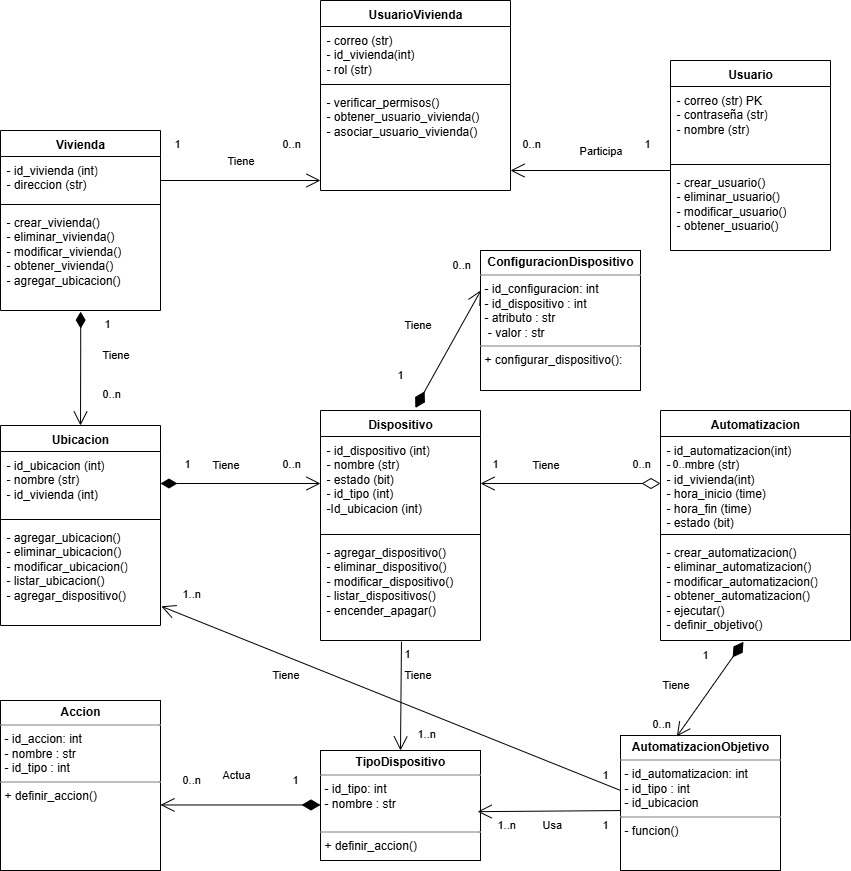 UsuarioVivienda
- correo (str)
- id_vivienda(int)
- rol (str)
- verificar_permisos()
- obtener_usuario_vivienda()
- asociar_usuario_vivienda()
Usuario
- correo (str) PK
- contraseña (str)
- nombre (str)
- crear_usuario()
- eliminar_usuario()
- modificar_usuario()
- obtener_usuario()
0..n
Participa
1
Vivienda
- id_vivienda (int)
- direccion (str)
- crear_vivienda()
- eliminar_vivienda()
- modificar_vivienda()
- obtener_vivienda()
- agregar_ubicacion()
1
Tiene
0..n
ConfiguracionDispositivo
- id_configuracion: int
- id_dispositivo : int
- atributo : str
- valor : str
+ configurar_dispositivo():
0..n
Tiene
1
1
Tiene
0..n
Ubicacion
- id_ubicacion (int)
- nombre (str)
- id_vivienda (int)
- agregar_ubicacion()
- eliminar_ubicacion()
- modificar_ubicacion()
- listar_ubicacion()
- agregar_dispositivo()
1
Tiene
0..n
Dispositivo
- id_dispositivo (int)
- nombre (str)
- estado (bit)
- id_tipo (int)
-Id_ubicacion (int)
- agregar_dispositivo()
- eliminar_dispositivo()
- modificar_dispositivo()
- listar_dispositivos()
- encender_apagar()
1
Tiene
0..n
Automatizacion
- id_automatizacion(int)
-0..mbre (str)
- id_vivienda(int)
- hora_inicio (time)
- hora_fin (time)
- estado (bit)
- crear_automatizacion()
- eliminar_automatizacion()
- modificar_automatizacion()
- obtener_automatizacion()
- ejecutar()
- definir_objetivo()
1..n
Tiene
1
1
Tiene
1..n
1
Tiene
0..n
Accion
- id_accion: int
- nombre : str
- id_tipo : int
+ definir_accion()
0..n
Actua
1
TipoDispositivo
- id_tipo: int
- nombre : str
+ definir_accion()
1..n
Usa
1
AutomatizacionObjetivo
- id_automatizacion: int
- id_tipo : int
- id_ubicacion
- funcion()